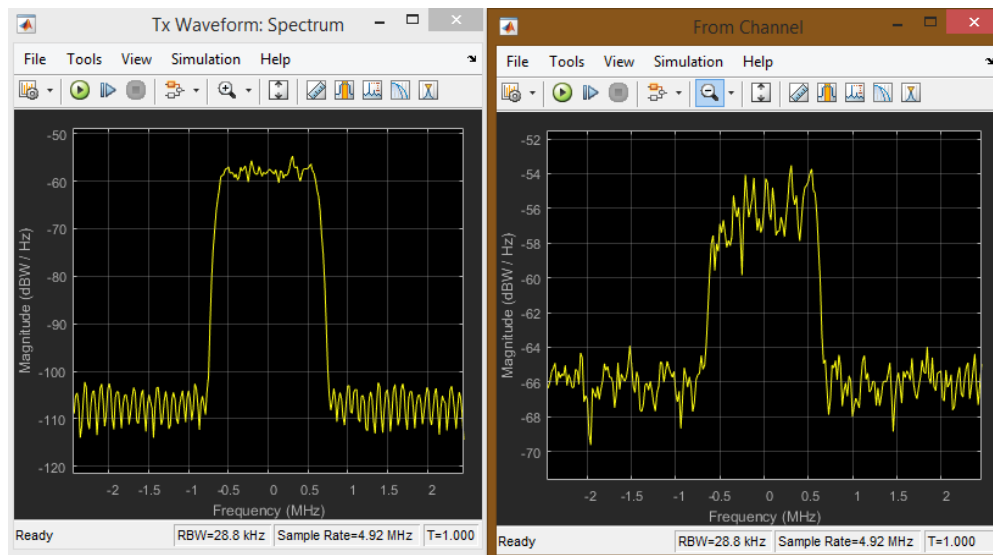 Tx Waveform: Spectrum
File Tools View Simulation Help
-50
-60
-70
-80
-90
-100
-110
-120
Magnitude (dBW / Hz)
-2 -1.5 -1 -0.5 0 0.5 1 1.5 2
Frequency (MHz)
Ready RBW=28.8 kHz Sample Rate=4.92 MHz T=1.000
From Channel
File Tools View Simulation Help
-52
-54
-56
-58
-60
-62
-64
-66
-68
-70
Magnitude (dBW / Hz)
-2 -1.5 -1 -0.5 0 0.5 1 1.5 2
Frequency (MHz)
Ready RBW=28.8 kHz Sample Rate=4.92 MHz T=1.000